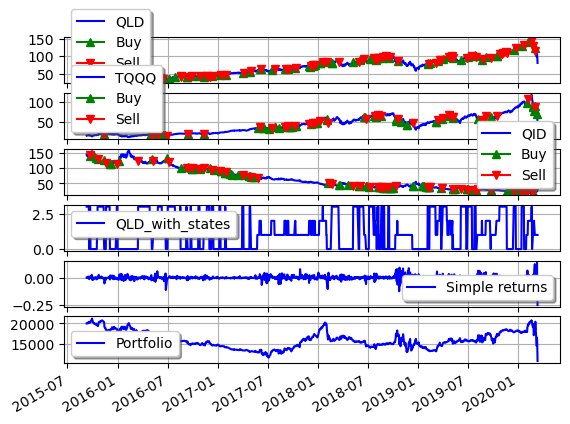 QLD
Buy
Sell
150
100
50
TQQQ
Buy
Sell
100
50
QID
Buy
Sell
150
100
50
QLD_with_states
2.5
0.0
Simple returns
0.00
−0.25
Portfolio
20000
15000
2015-07 2016-01 2016-07 2017-01 2017-07 2018-01 2018-07 2019-01 2019-07 2020-01